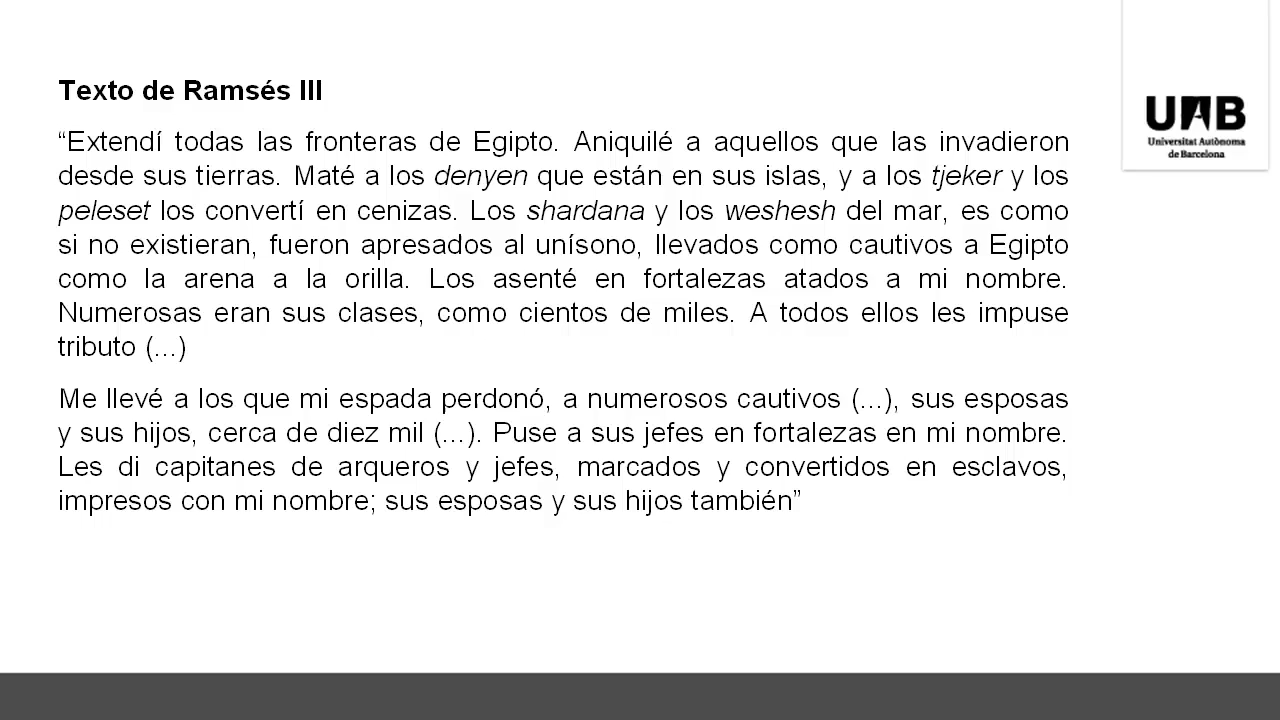 Texto de Ramsés III
“Extendí todas las fronteras de Egipto. Aniquilé a aquellos que las invadieron
desde sus tierras. Maté a los denyen que están en sus islas, y a los tjeker y los
peleset los convertí en cenizas. Los shardana y los weshesh del mar, es como
si no existieran, fueron apresados al unísono, llevados como cautivos a Egipto
como la arena a la orilla. Los asenté en fortalezas atados a mi nombre.
Numerosas eran sus clases, como cientos de miles. A todos ellos les impuse
tributo (...)
Me llevé a los que mi espada perdonó, a numerosos cautivos (...), sus esposas
y sus hijos, cerca de diez mil (...). Puse a sus jefes en fortalezas en mi nombre.
Les di capitanes de arqueros y jefes, marcados y convertidos en esclavos,
impresos con mi nombre; sus esposas y sus hijos también”
UAB
Universitat Autònoma
de Barcelona